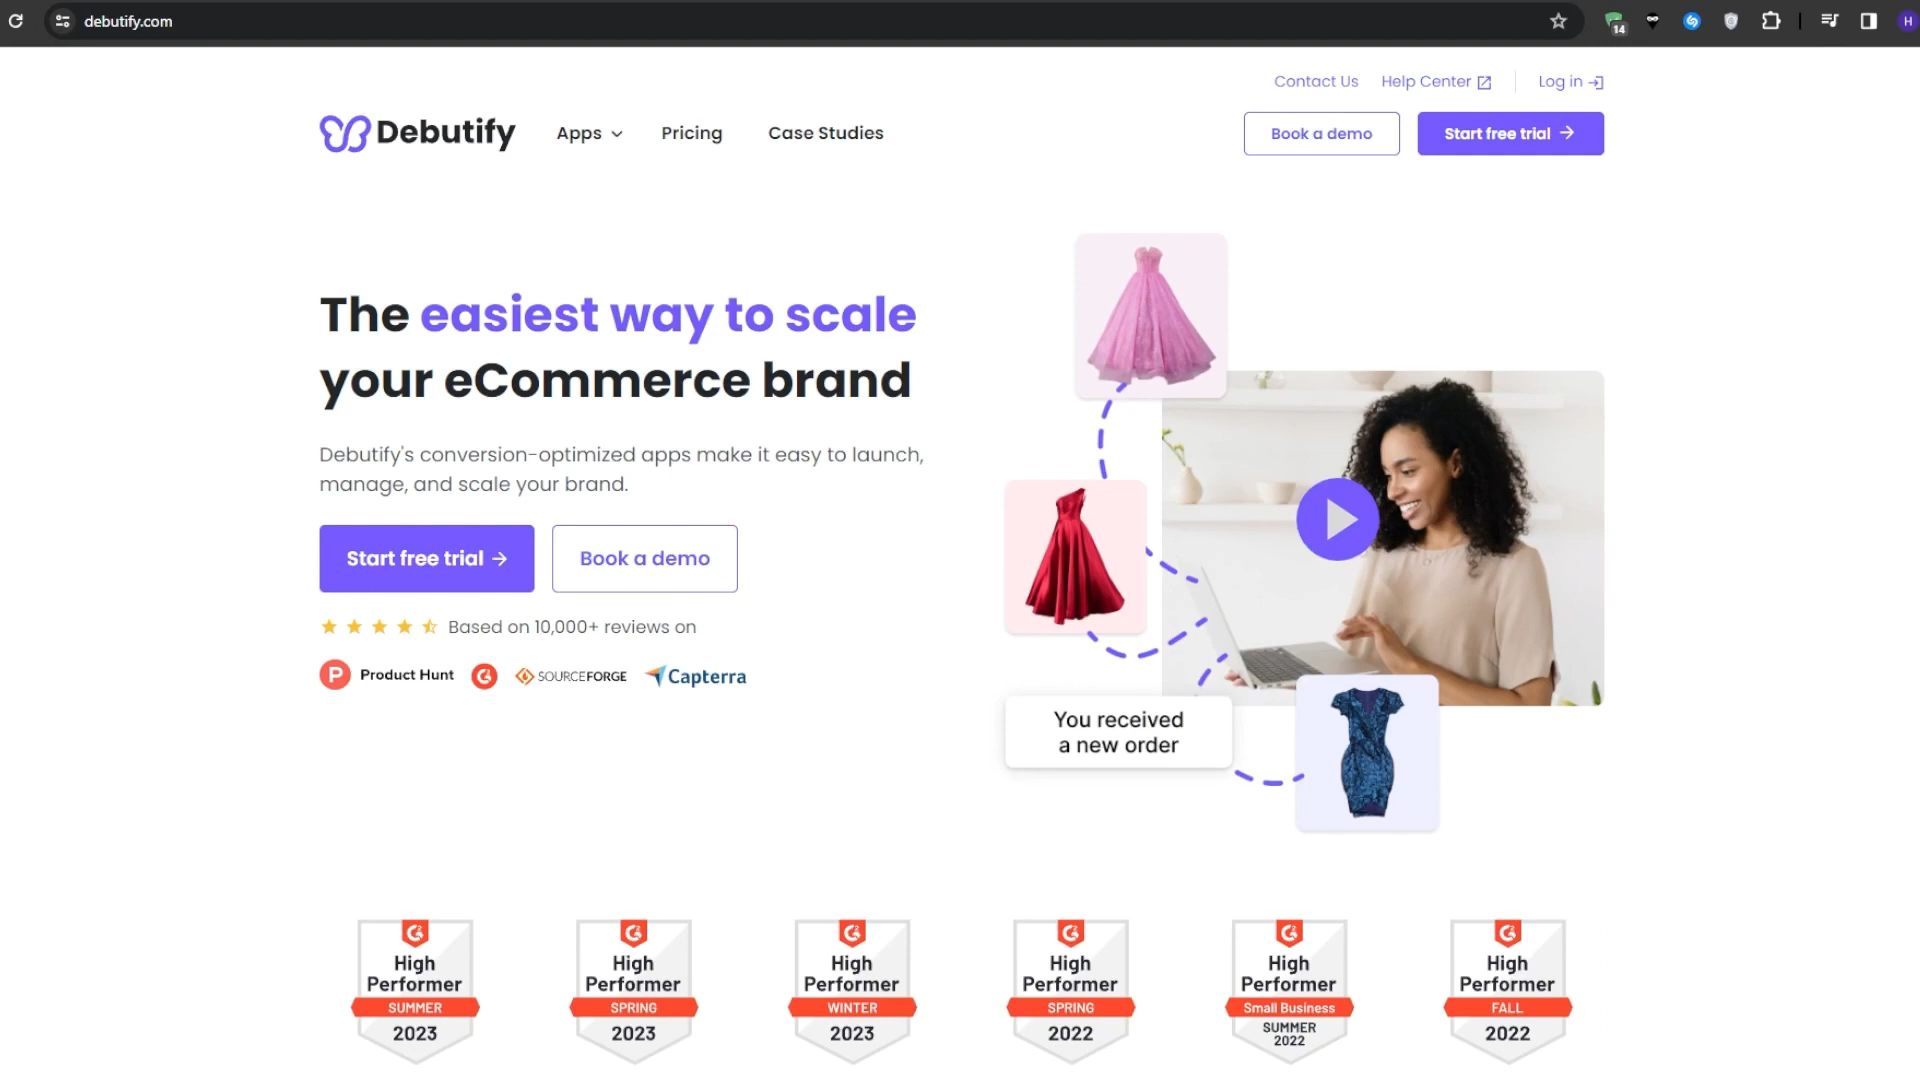 debutify.com
14
H
Contact Us Help Center Log in
Debutify Apps Pricing Case Studies Book a demo Start free trial
The easiest way to scale
your eCommerce brand
Debutify's conversion-optimized apps make it easy to launch,
manage, and scale your brand.
Start free trial Book a demo
Based on 10,000+ reviews on
P Product Hunt G SOURCEFORGE Capterra
You received
a new order
G High Performer SUMMER 2023
G High Performer SPRING 2023
G High Performer WINTER 2023
G High Performer SPRING 2022
G High Performer Small Business SUMMER 2022
G High Performer FALL 2022